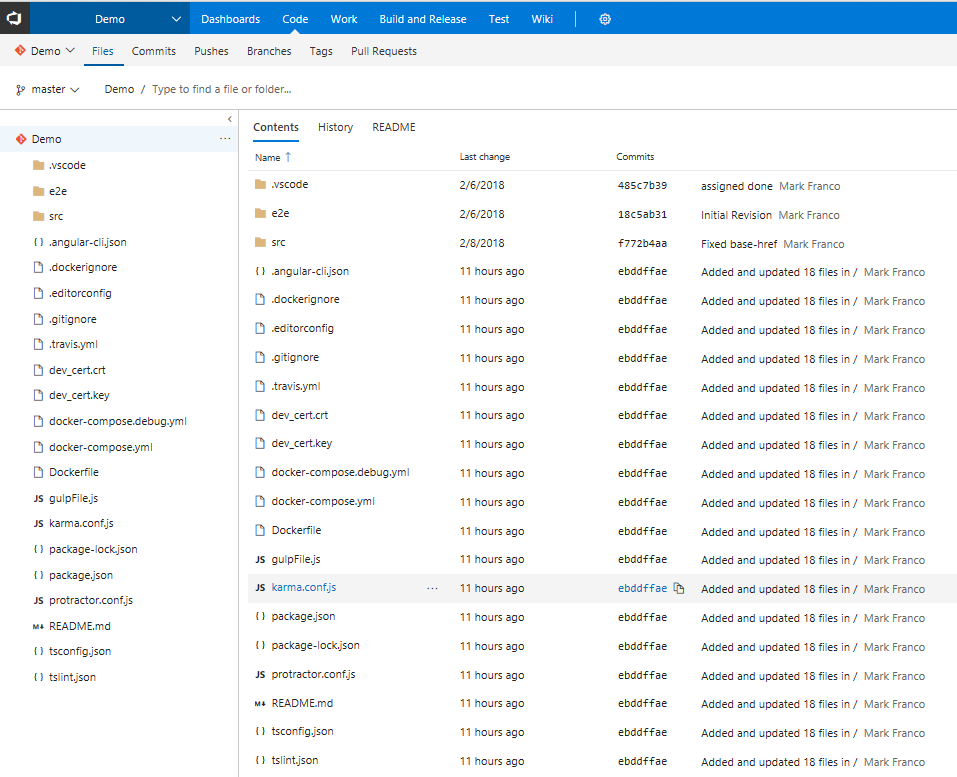 Demo Dashboards Code Work Build and Release Test Wiki
Demo Files Commits Pushes Branches Tags Pull Requests
master Demo / Type to find a file or folder...
Demo ...
.vscode
e2e
src
{ } .angular-cli.json
.dockerignore
.editorconfig
.gitignore
.travis.yml
dev_cert.crt
dev_cert.key
docker-compose.debug.yml
docker-compose.yml
Dockerfile
JS gulpFile.js
JS karma.conf.js
{ } package-lock.json
{ } package.json
JS protractor.conf.js
M↓ README.md
{ } tsconfig.json
{ } tslint.json
Contents History README
Name ↑ Last change Commits
.vscode 2/6/2018 485c7b39 assigned done Mark Franco
e2e 2/6/2018 18c5ab31 Initial Revision Mark Franco
src 2/8/2018 f772b4aa Fixed base-href Mark Franco
{ } .angular-cli.json 11 hours ago ebddffae Added and updated 18 files in / Mark Franco
.dockerignore 11 hours ago ebddffae Added and updated 18 files in / Mark Franco
.editorconfig 11 hours ago ebddffae Added and updated 18 files in / Mark Franco
.gitignore 11 hours ago ebddffae Added and updated 18 files in / Mark Franco
.travis.yml 11 hours ago ebddffae Added and updated 18 files in / Mark Franco
dev_cert.crt 11 hours ago ebddffae Added and updated 18 files in / Mark Franco
dev_cert.key 11 hours ago ebddffae Added and updated 18 files in / Mark Franco
docker-compose.debug.yml 11 hours ago ebddffae Added and updated 18 files in / Mark Franco
docker-compose.yml 11 hours ago ebddffae Added and updated 18 files in / Mark Franco
Dockerfile 11 hours ago ebddffae Added and updated 18 files in / Mark Franco
JS gulpFile.js 11 hours ago ebddffae Added and updated 18 files in / Mark Franco
JS karma.conf.js ... 11 hours ago ebddffae Added and updated 18 files in / Mark Franco
{ } package.json 11 hours ago ebddffae Added and updated 18 files in / Mark Franco
{ } package-lock.json 11 hours ago ebddffae Added and updated 18 files in / Mark Franco
JS protractor.conf.js 11 hours ago ebddffae Added and updated 18 files in / Mark Franco
M↓ README.md 11 hours ago ebddffae Added and updated 18 files in / Mark Franco
{ } tsconfig.json 11 hours ago ebddffae Added and updated 18 files in / Mark Franco
{ } tslint.json 11 hours ago ebddffae Added and updated 18 files in / Mark Franco